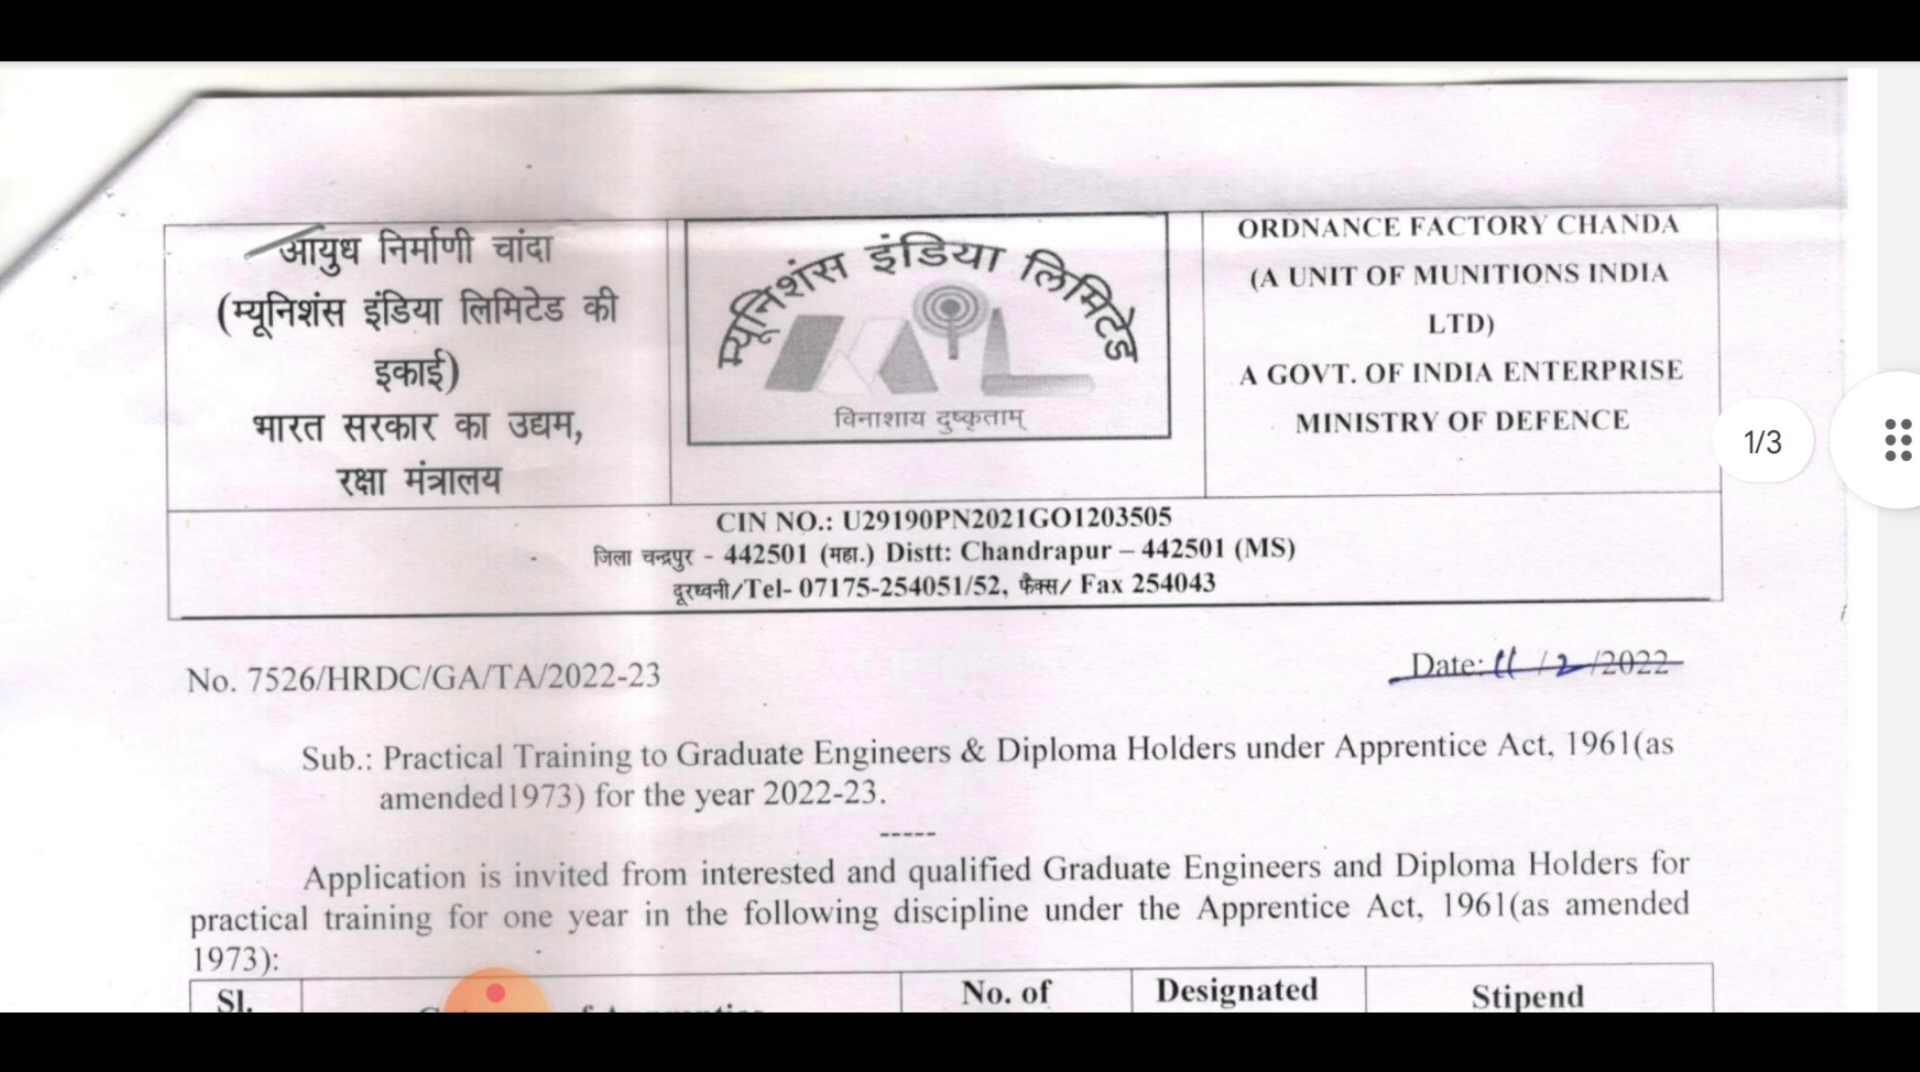 आयुध निर्माणी चांदा
(म्यूनिशंस इंडिया लिमिटेड की
इकाई)
भारत सरकार का उद्यम,
रक्षा मंत्रालय
म्यूनिशंस इंडिया लिमिटेड
विनाशाय दुष्कृताम्
ORDNANCE FACTORY CHANDA
(A UNIT OF MUNITIONS INDIA
LTD)
A GOVT. OF INDIA ENTERPRISE
MINISTRY OF DEFENCE
1/3
CIN NO.: U29190PN2021GO1203505
जिला चन्द्रपुर - 442501 (महा.) Distt: Chandrapur – 442501 (MS)
दूरध्वनी/Tel- 07175-254051/52, फैक्स/ Fax 254043
No. 7526/HRDC/GA/TA/2022-23
Date: 11/2/2022
Sub.: Practical Training to Graduate Engineers & Diploma Holders under Apprentice Act, 1961(as
amended1973) for the year 2022-23.
-----
Application is invited from interested and qualified Graduate Engineers and Diploma Holders for
practical training for one year in the following discipline under the Apprentice Act, 1961(as amended
1973):
Sl.
No. of
Designated
Stipend